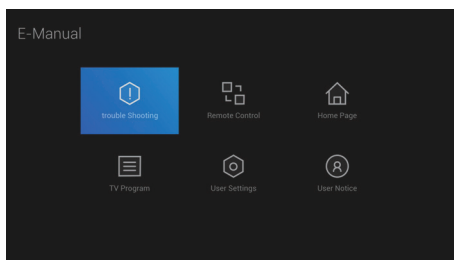 E-Manual
trouble Shooting
Remote Control
Home Page
TV Program
User Settings
User Notice